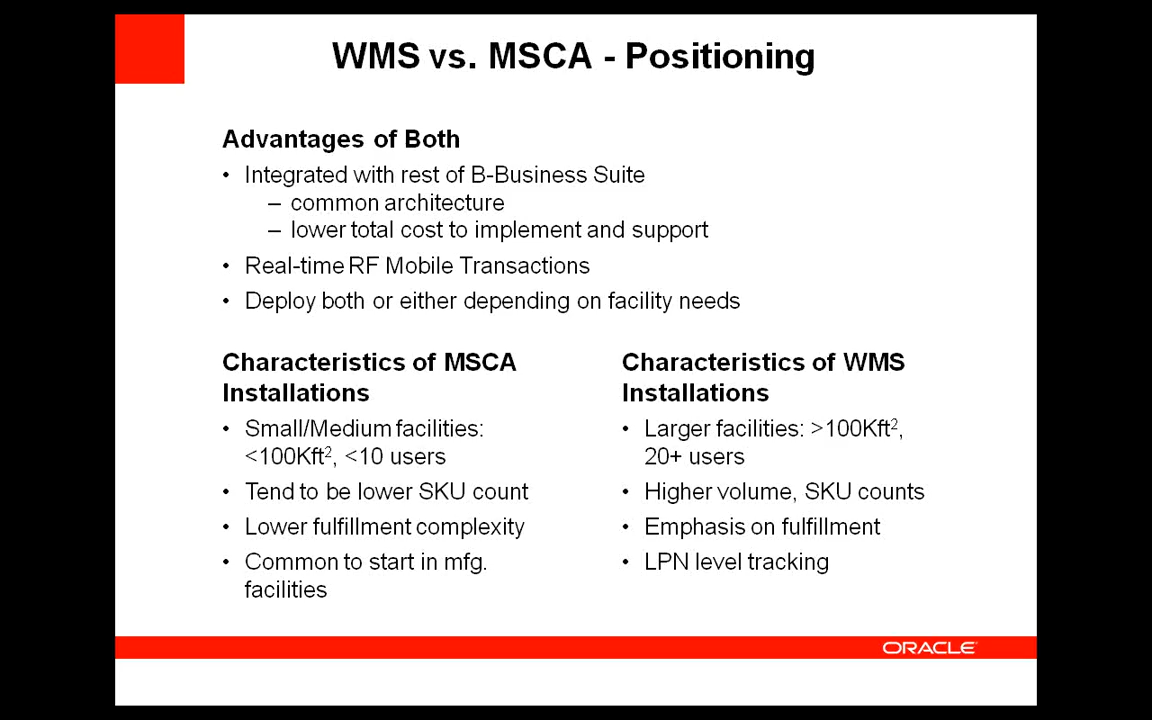 WMS vs. MSCA - Positioning
Advantages of Both
• Integrated with rest of B-Business Suite
– common architecture
– lower total cost to implement and support
• Real-time RF Mobile Transactions
• Deploy both or either depending on facility needs
Characteristics of MSCA
Installations
• Small/Medium facilities:
<100Kft², <10 users
• Tend to be lower SKU count
• Lower fulfillment complexity
• Common to start in mfg.
facilities
Characteristics of WMS
Installations
• Larger facilities: >100Kft²,
20+ users
• Higher volume, SKU counts
• Emphasis on fulfillment
• LPN level tracking
ORACLE